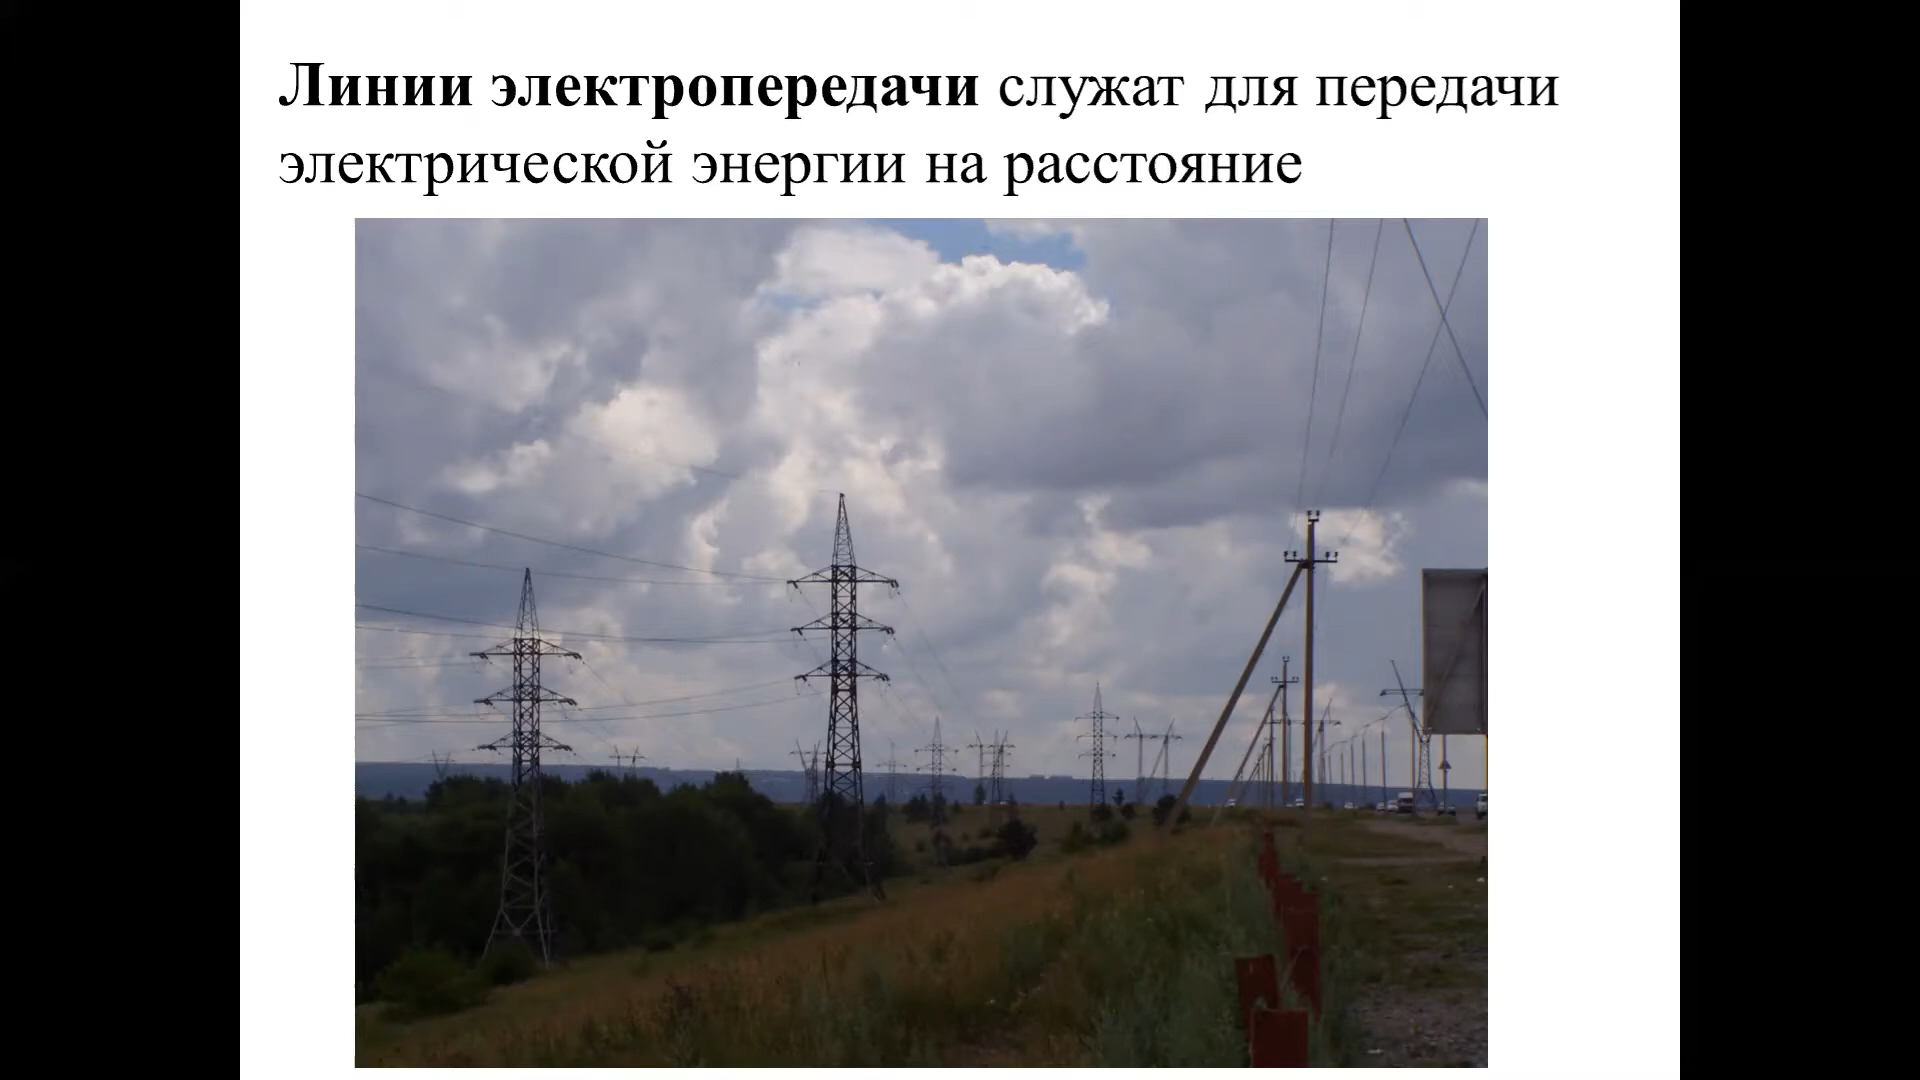 Линии электропередачи служат для передачи
электрической энергии на расстояние